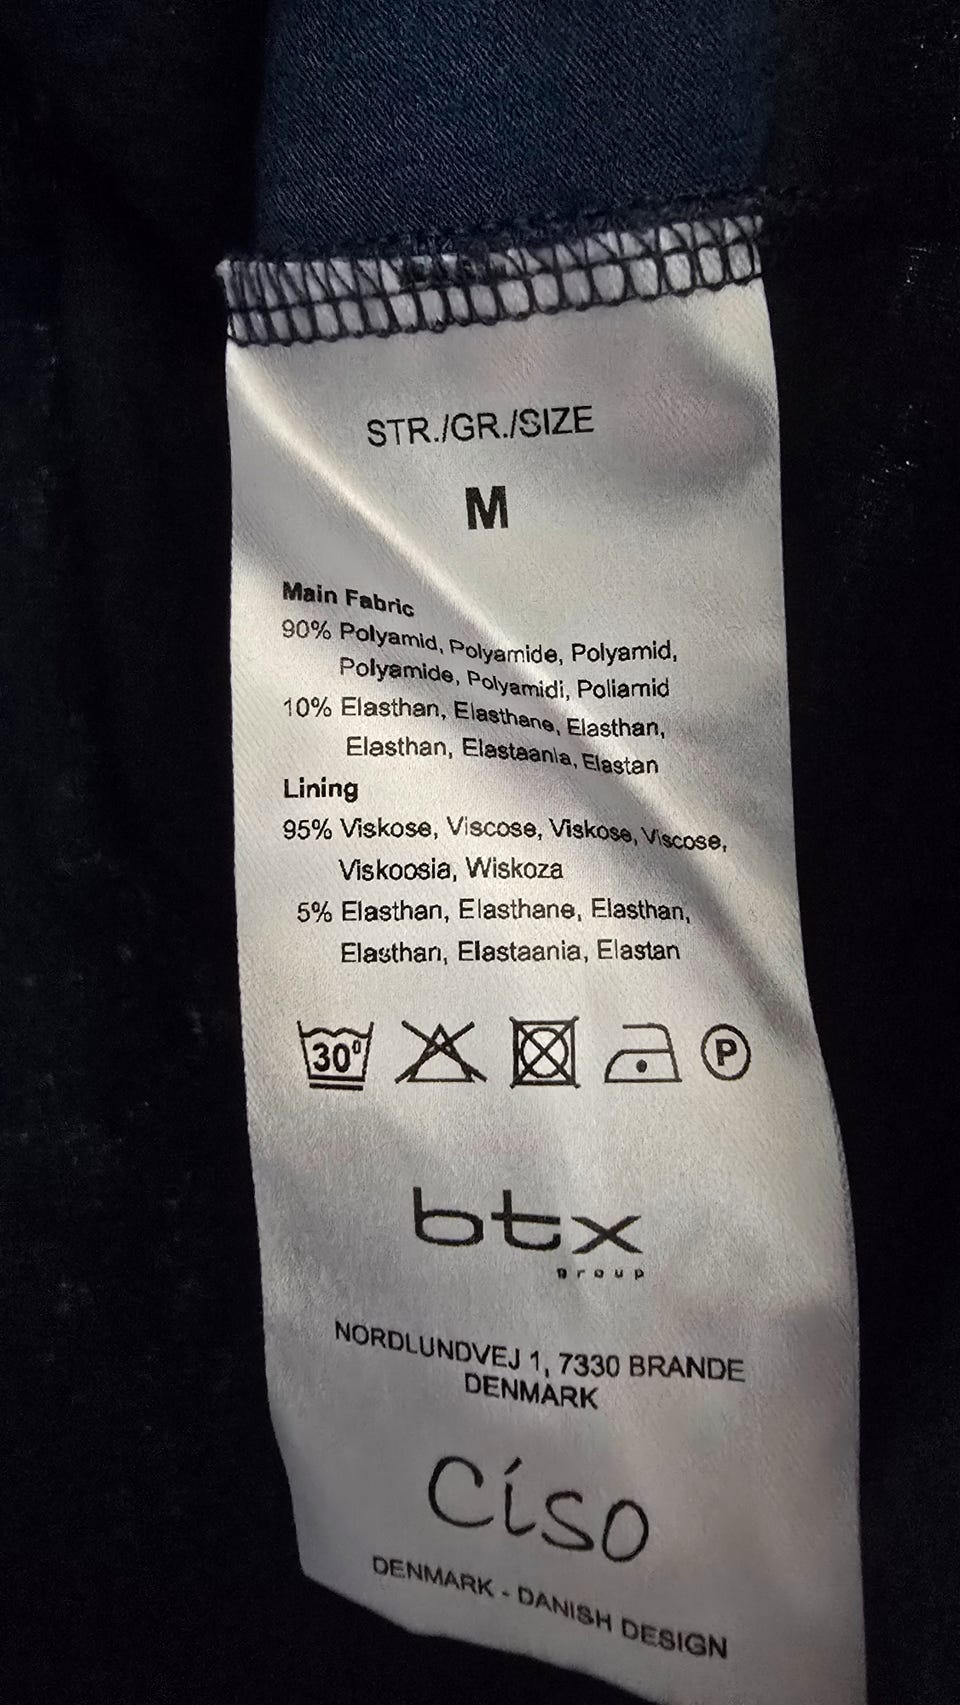 STR./GR./SIZE
M
Main Fabric
90% Polyamid, Polyamide, Polyamid,
Polyamide, Polyamidi, Poliamid
10% Elasthan, Elasthane, Elasthan,
Elasthan, Elastaania, Elastan
Lining
95% Viskose, Viscose, Viskose, Viscose,
Viskoosia, Wiskoza
5% Elasthan, Elasthane, Elasthan,
Elasthan, Elastaania, Elastan
30° P
btx
group
NORDLUNDVEJ 1, 7330 BRANDE
DENMARK
Ciso
DENMARK - DANISH DESIGN